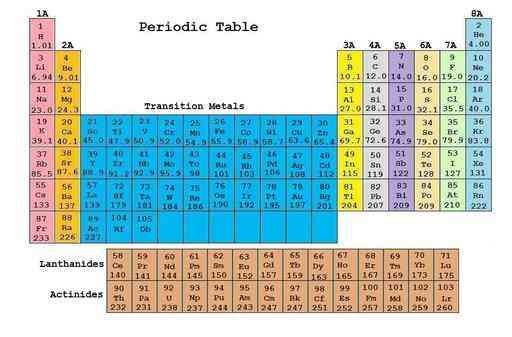 1A 8A
Periodic Table
1 2
H He
1.01 2A 3A 4A 5A 6A 7A 4.00
3 4 5 6 7 8 9 10
Li Be B C N O F Ne
6.94 9.01 10.1 12.0 14.0 16.0 19.0 20.2
11 12 13 14 15 16 17 18
Na Mg Al Si P S Cl Ar
23.0 24.3 Transition Metals 27.0 28.1 31.0 32.1 35.5 40.0
19 20 21 22 23 24 25 26 27 28 29 30 31 32 33 34 35 36
K Ca Sc Ti V Cr Mn Fe Co Ni Cu Zn Ga Ge As Se Br Kr
39.1 40.1 45.0 47.9 50.9 52.0 54.9 58.9 58.7 63.6 65.4 69.7 72.6 74.9 79.0 79.9 83.8
37 38 39 40 41 42 43 44 45 46 47 48 49 50 51 52 53 54
Rb Sr Y Zr Nb Mo Tc Ru Rh Pd Ag Cd In Sn Sb Te I Xe
85.5 87.6 88.9 91.2 92.9 95.9 98 101 106 108 112 115 119 122 128 127 131
55 56 57 72 73 74 75 76 77 78 79 80 81 82 83 84 85 86
Cs Ba La Hf Ta W Re Os Ir Pt Au Hg Tl Pb Bi Po At Rn
133 137 139 181 184 186 190 192 195 197 201 204 207 209 209 210 222
87 88 89 104 105
Fr Ra Ac Rf Db
233 226 227
58 59 60 61 62 63 64 65 66 67 68 69 70 71
Lanthanides Ce Pr Nd Pm Sm Eu Gd Tb Dy Ho Er Tm Yb Lu
140 141 144 145 150 152 157 159 163 165 167 169 173 175
90 91 92 93 94 95 96 97 98 99 100 101 102 103
Actinides Th Pa U Np Pu Am Cm Bk Cf Es Fm Md No Lr
232 231 238 244 243 247 247 251 252 257 258 259 260